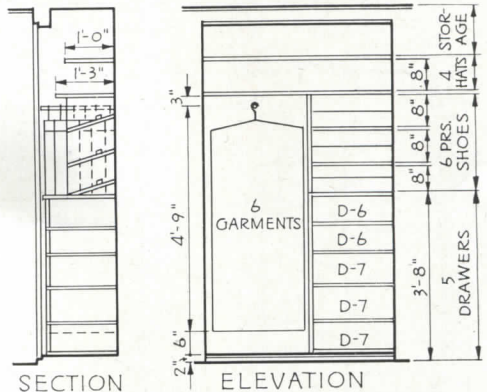 1'-0"
1'-3"
SECTION
3"
4'-9"
6"
2"
6
GARMENTS
D-6
D-6
D-7
D-7
D-7
ELEVATION
8"
8"
8"
8"
3'-8"
STOR-
AGE
4
HATS
6 PRS.
SHOES
5
DRAWERS